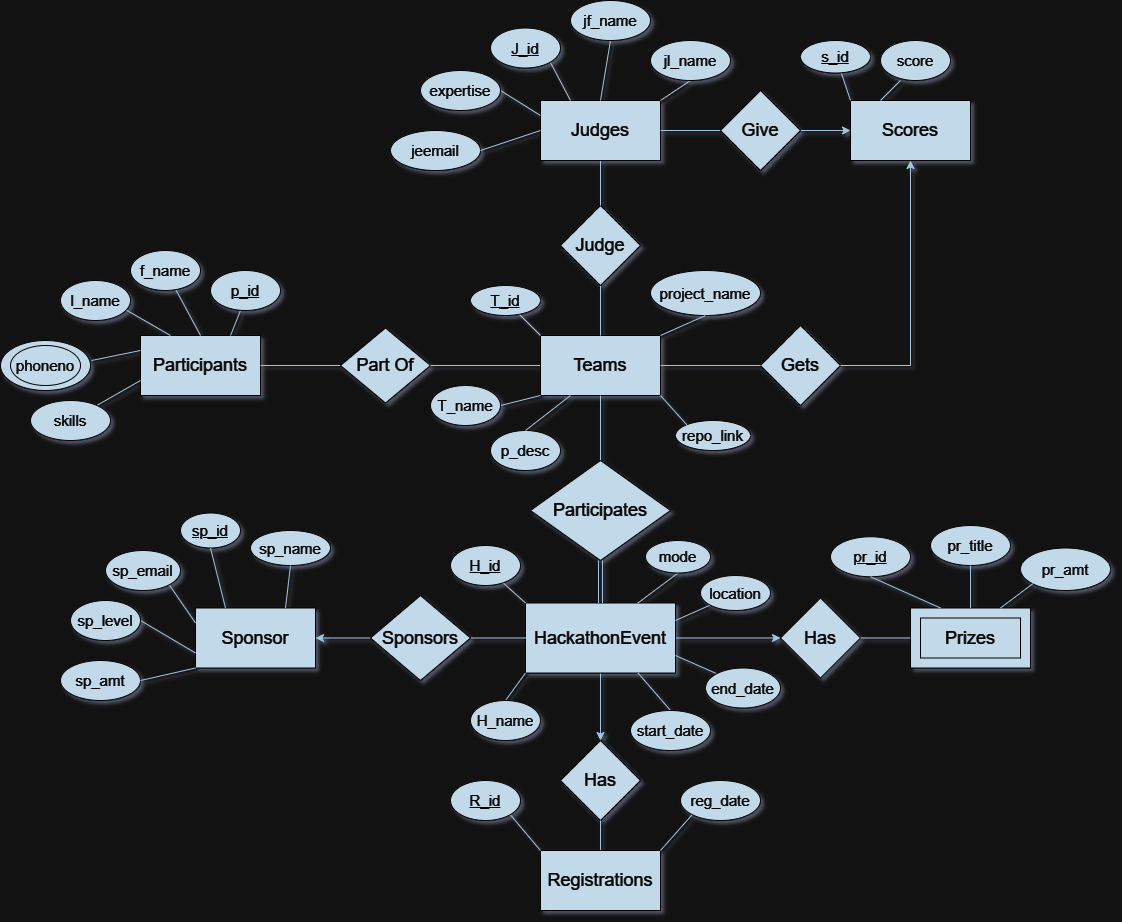 jf_name
J_id
jl_name
s_id
score
expertise
Judges
Give
Scores
jeemail
Judge
f_name
p_id
l_name
T_id
project_name
phoneno
Participants
Part Of
Teams
Gets
skills
T_name
repo_link
p_desc
Participates
sp_id
sp_name
sp_email
H_id
mode
pr_id
pr_title
pr_amt
location
sp_level
Sponsor
Sponsors
HackathonEvent
Has
Prizes
sp_amt
end_date
H_name
start_date
Has
R_id
reg_date
Registrations